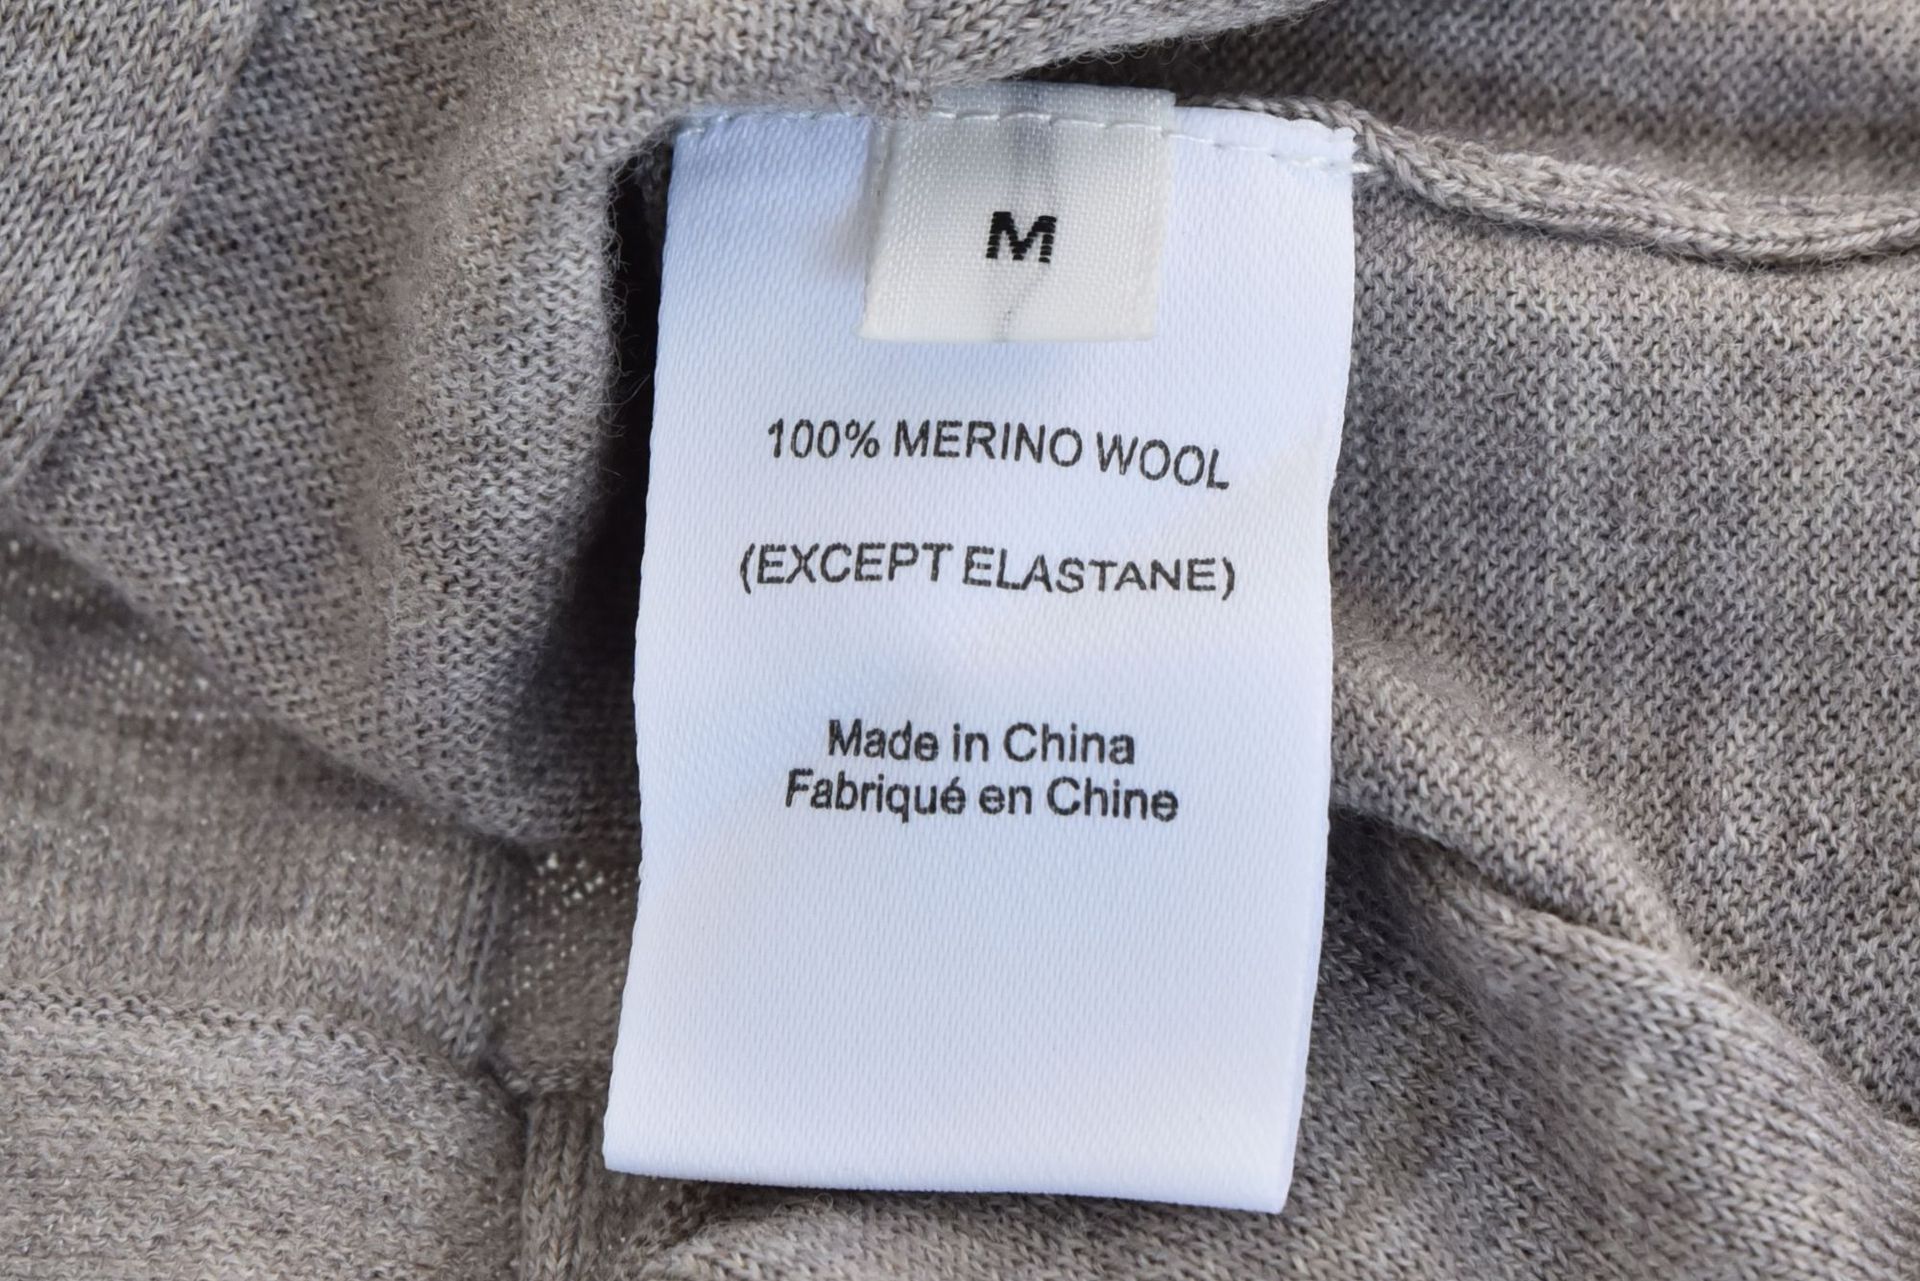 M
100% MERINO WOOL
(EXCEPT ELASTANE)
Made in China
Fabriqué en Chine